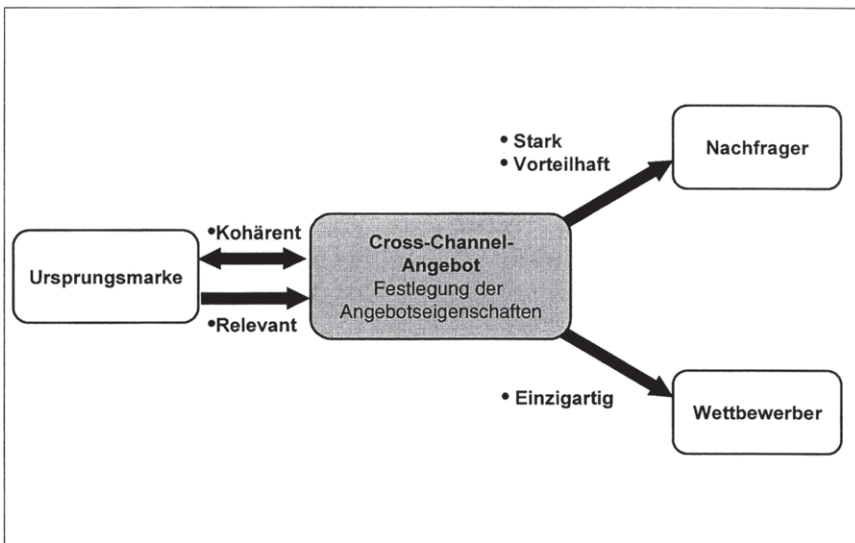 • Stark
• Vorteilhaft
Nachfrager
•Kohärent
Ursprungsmarke
•Relevant
Cross-Channel-
Angebot
Festlegung der
Angebotseigenschaften
• Einzigartig
Wettbewerber